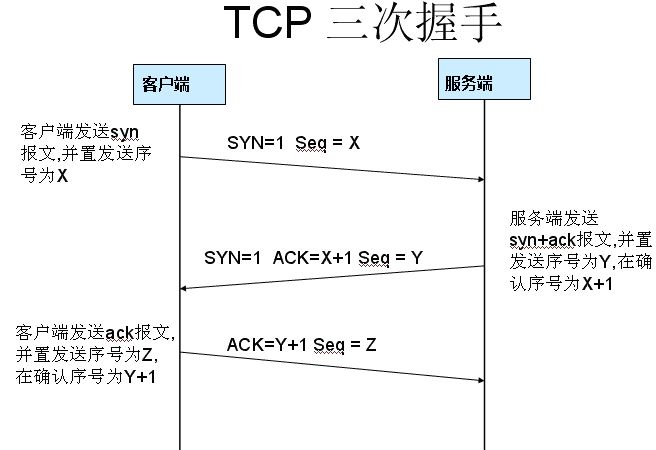 TCP 三次握手
客户端
服务端
客户端发送syn
报文,并置发送序
号为X
SYN=1 Seq = X
服务端发送
syn+ack报文,并置
发送序号为Y,在确
认序号为X+1
SYN=1 ACK=X+1 Seq = Y
客户端发送ack报文,
并置发送序号为Z,
在确认序号为Y+1
ACK=Y+1 Seq = Z